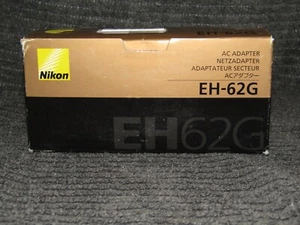 Nikon
AC ADAPTER
NETZADAPTER
ADAPTATEUR SECTEUR
ACアダプター
EH-62G
EH62G